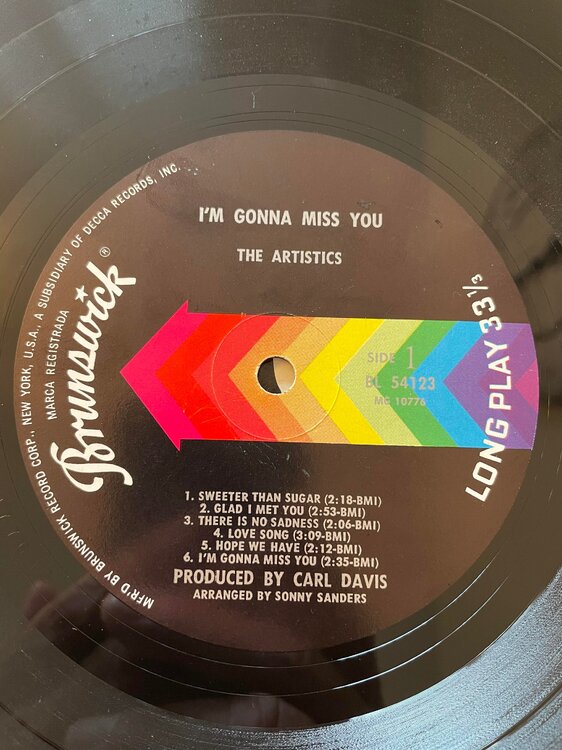 I'M GONNA MISS YOU
THE ARTISTICS
Brunswick®
MARCA REGISTRADA
MFR'D BY BRUNSWICK RECORD CORP., NEW YORK, U.S.A., A SUBSIDIARY OF DECCA RECORDS, INC.
LONG PLAY 33 1/3
SIDE 1
BL 54123
MG 10776
1. SWEETER THAN SUGAR (2:18-BMI)
2. GLAD I MET YOU (2:53-BMI)
3. THERE IS NO SADNESS (2:06-BMI)
4. LOVE SONG (3:09-BMI)
5. HOPE WE HAVE (2:12-BMI)
6. I'M GONNA MISS YOU (2:35-BMI)
PRODUCED BY CARL DAVIS
ARRANGED BY SONNY SANDERS